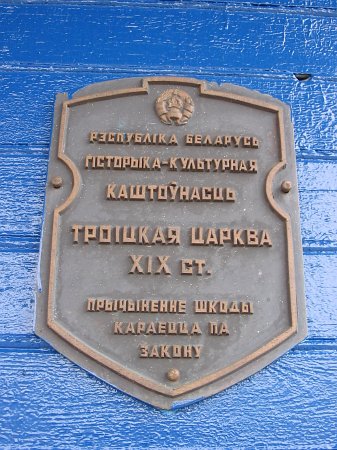 РЭСПУБЛІКА БЕЛАРУСЬ
ГІСТОРЫКА-КУЛЬТУРНАЯ
КАШТОЎНАСЦЬ
ТРОІЦКАЯ ЦАРКВА
XIX СТ.
ПРЫЧЫНЕННЕ ШКОДЫ
КАРАЕЦЦА ПА
ЗАКОНУ